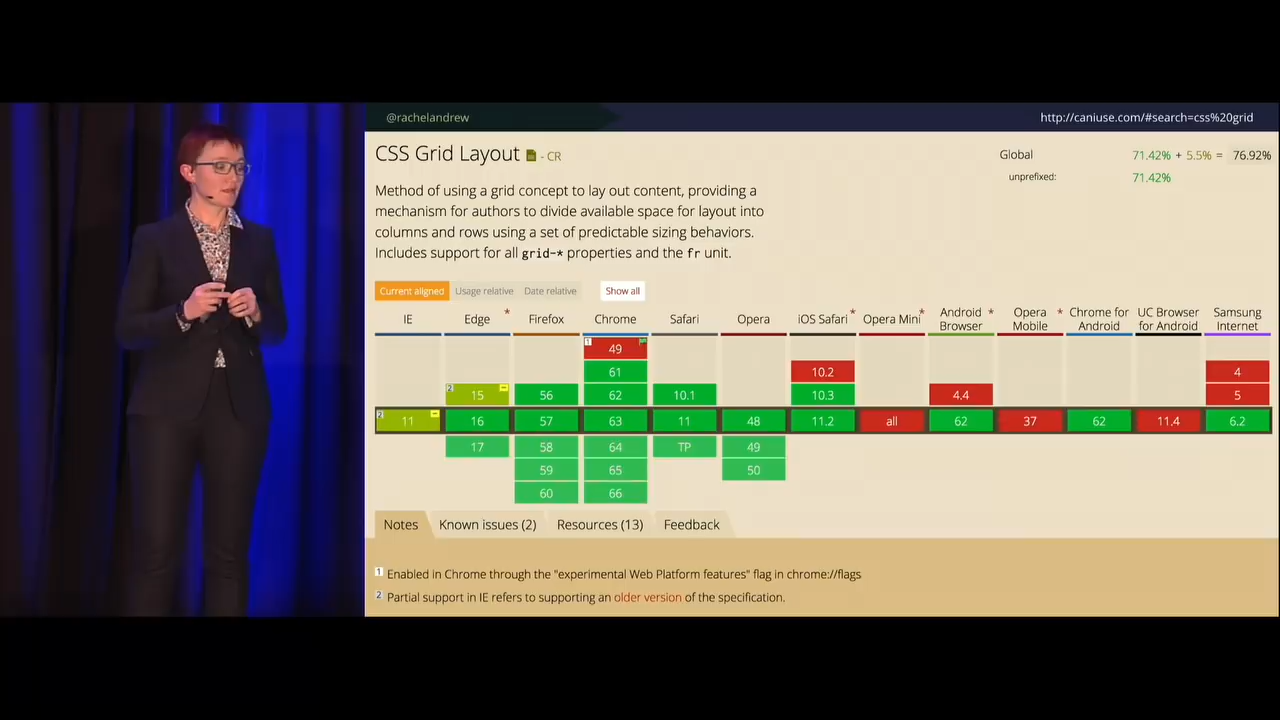 @rachelandrew
http://caniuse.com/#search=css%20grid
CSS Grid Layout - CR
Global 71.42% + 5.5% = 76.92%
unprefixed: 71.42%
Method of using a grid concept to lay out content, providing a
mechanism for authors to divide available space for layout into
columns and rows using a set of predictable sizing behaviors.
Includes support for all grid-* properties and the fr unit.
Current aligned Usage relative Date relative Show all
IE Edge * Firefox Chrome Safari Opera iOS Safari * Opera Mini * Android Browser * Opera Mobile * Chrome for Android UC Browser for Android Samsung Internet
1 49
61 10.2 4
2 15 56 62 10.1 10.3 4.4 5
2 11 16 57 63 11 48 11.2 all 62 37 62 11.4 6.2
17 58 64 TP 49
59 65 50
60 66
Notes Known issues (2) Resources (13) Feedback
1 Enabled in Chrome through the "experimental Web Platform features" flag in chrome://flags
2 Partial support in IE refers to supporting an older version of the specification.